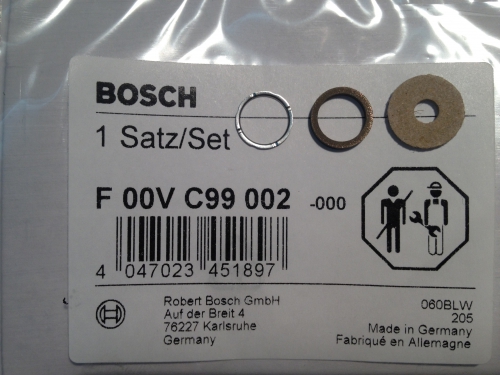 BOSCH
1 Satz/Set
F 00V C99 002 -000
4 047023 451897
Robert Bosch GmbH
Auf der Breit 4
76227 Karlsruhe
Germany
060BLW
205
Made in Germany
Fabriqué en Allemagne